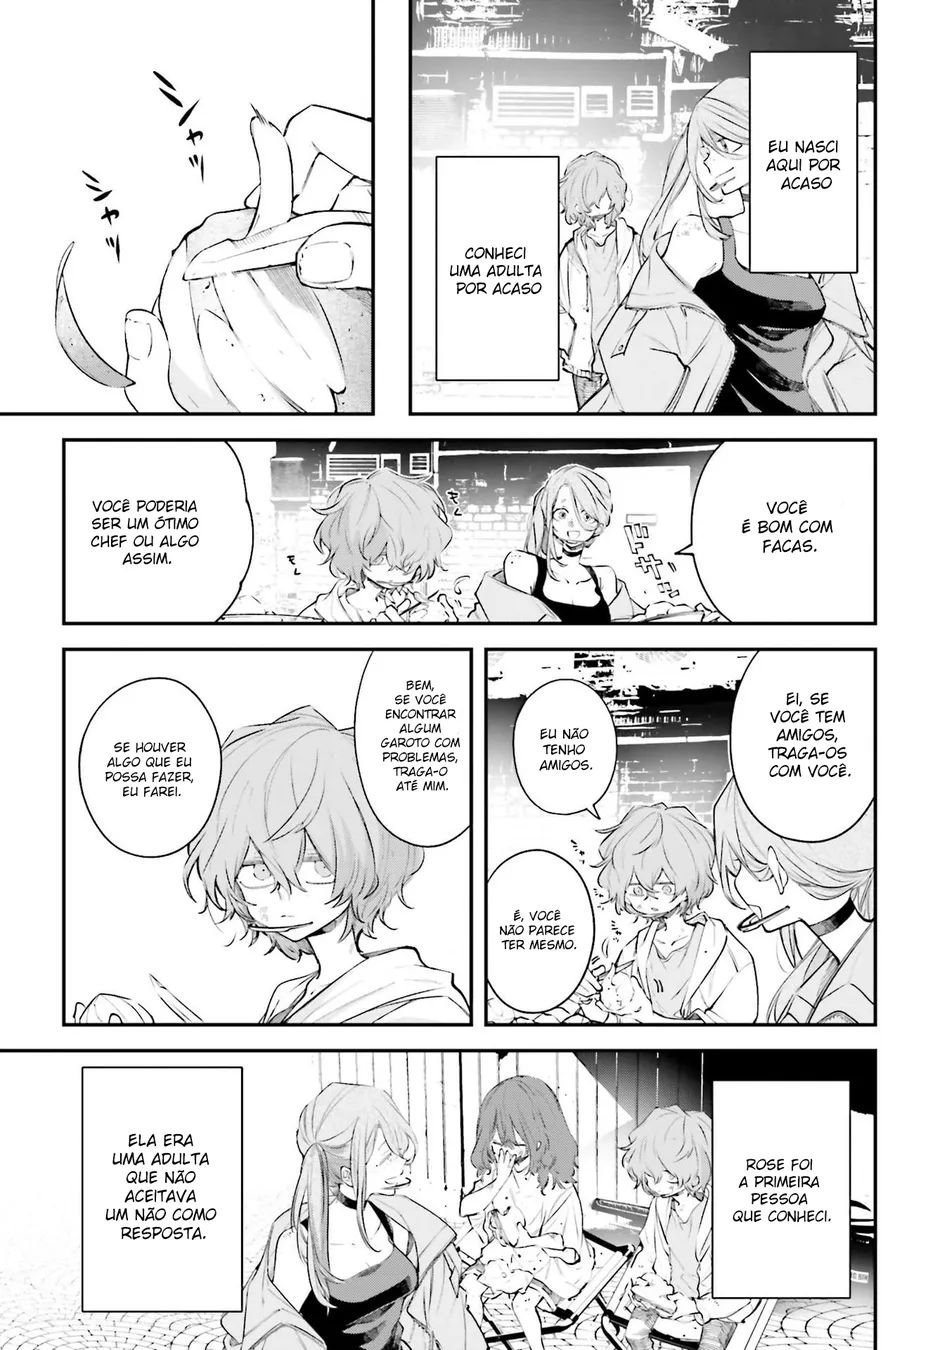 EU NASCI
AQUI POR
ACASO
CONHECI
UMA ADULTA
POR ACASO
VOCÊ
É BOM COM
FACAS.
VOCÊ PODERIA
SER UM ÓTIMO
CHEF OU ALGO
ASSIM.
EI, SE
VOCÊ TEM
AMIGOS,
TRAGA-OS
COM VOCÊ.
EU NÃO
TENHO
AMIGOS.
É, VOCÊ
NÃO PARECE
TER MESMO.
BEM,
SE VOCÊ
ENCONTRAR
ALGUM
GAROTO COM
PROBLEMAS,
TRAGA-O
ATÉ MIM.
SE HOUVER
ALGO QUE EU
POSSA FAZER,
EU FAREI.
ROSE FOI
A PRIMEIRA
PESSOA
QUE CONHECI.
ELA ERA
UMA ADULTA
QUE NÃO
ACEITAVA
UM NÃO COMO
RESPOSTA.